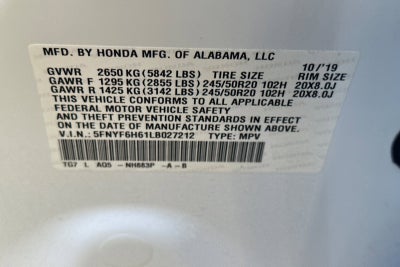 MFD. BY HONDA MFG. OF ALABAMA, LLC
GVWR 2650 KG (5842 LBS) TIRE SIZE 10/'19 RIM SIZE
GAWR F 1295 KG (2855 LBS) 245/50R20 102H 20X8.0J
GAWR R 1425 KG (3142 LBS) 245/50R20 102H 20X8.0J
THIS VEHICLE CONFORMS TO ALL APPLICABLE
FEDERAL MOTOR VEHICLE SAFETY
AND THEFT PREVENTION STANDARDS IN EFFECT
ON THE DATE OF MANUFACTURE SHOWN ABOVE.
V.I.N.: 5FNYF6H61LB027212 TYPE: MPV
TG7 L AQ5 - NH883P -A - B